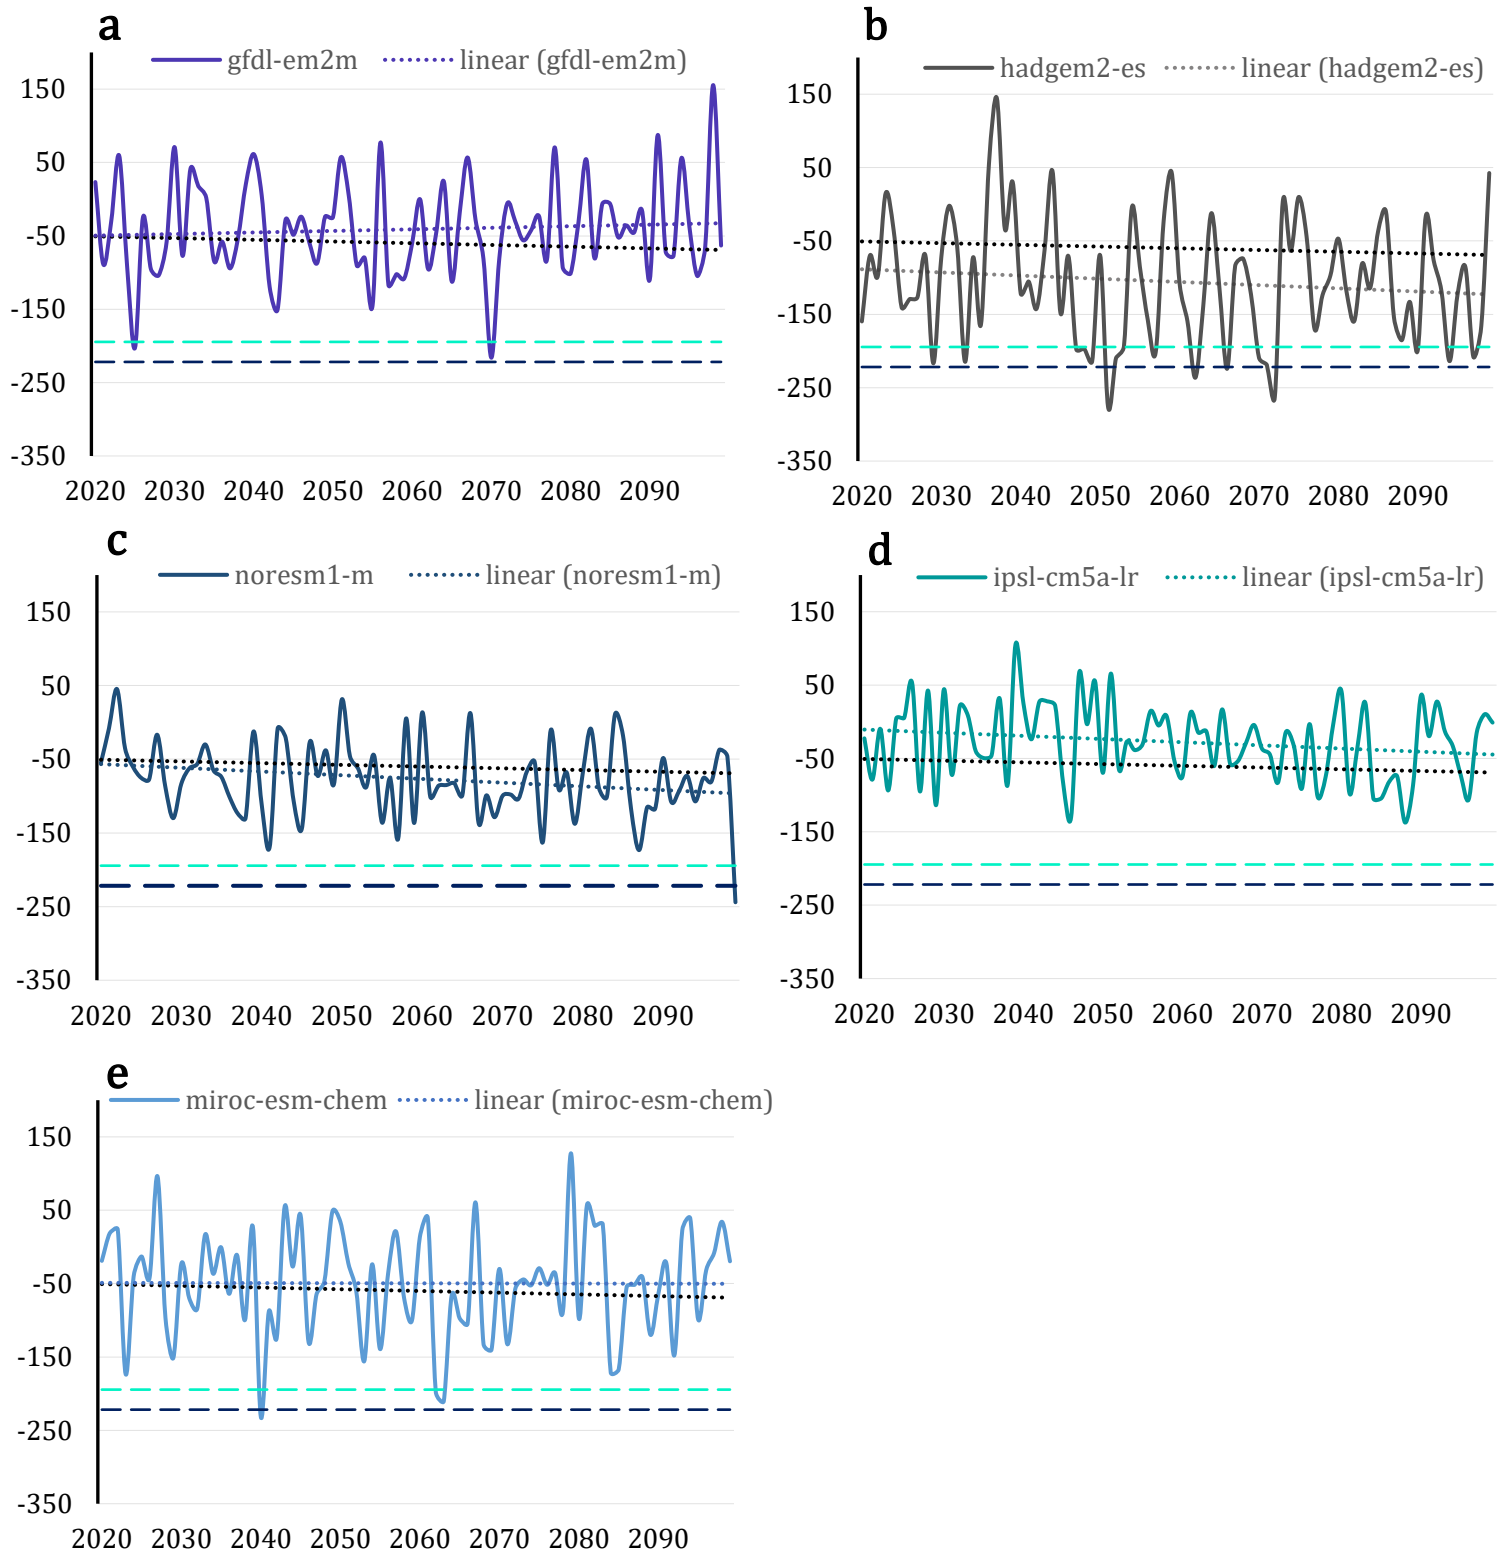 a
gfdl-em2m linear (gfdl-em2m)
150
50
-50
-150
-250
-350
2020 2030 2040 2050 2060 2070 2080 2090
b
hadgem2-es linear (hadgem2-es)
150
50
-50
-150
-250
-350
2020 2030 2040 2050 2060 2070 2080 2090
c
noresm1-m linear (noresm1-m)
150
50
-50
-150
-250
-350
2020 2030 2040 2050 2060 2070 2080 2090
d
ipsl-cm5a-lr linear (ipsl-cm5a-lr)
150
50
-50
-150
-250
-350
2020 2030 2040 2050 2060 2070 2080 2090
e
miroc-esm-chem linear (miroc-esm-chem)
150
50
-50
-150
-250
-350
2020 2030 2040 2050 2060 2070 2080 2090